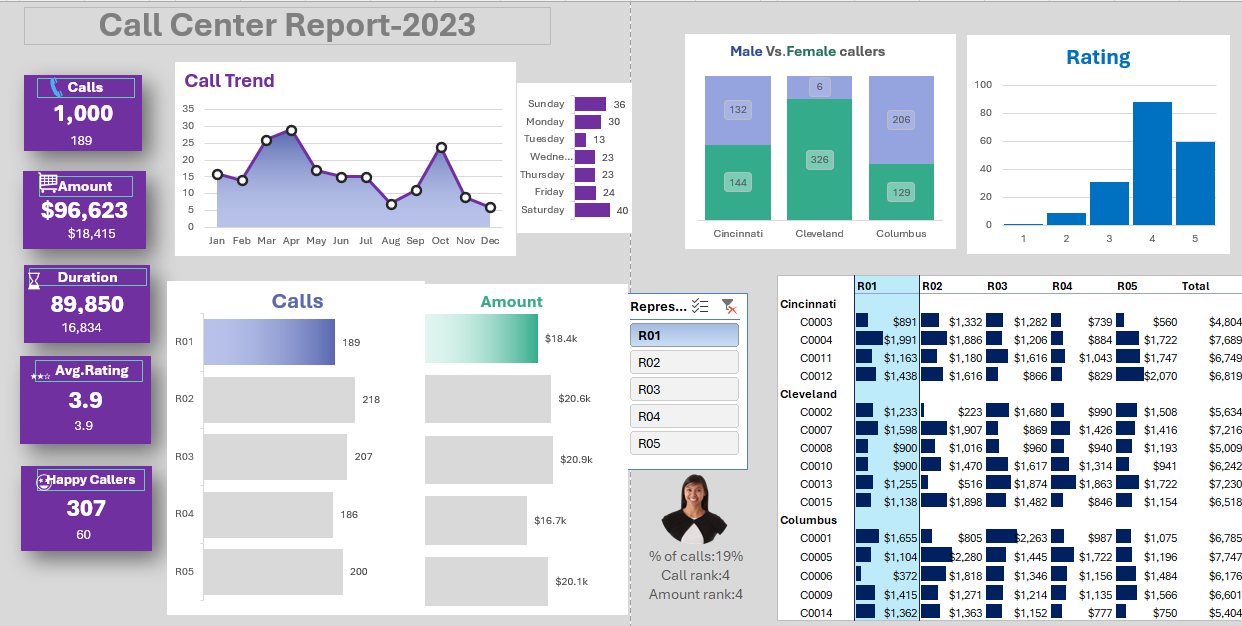 Call Center Report-2023
Calls
1,000
189
Amount
$96,623
$18,415
Duration
89,850
16,834
Avg.Rating
3.9
3.9
Happy Callers
307
60
Call Trend
35
30
25
20
15
10
5
0
Jan Feb Mar Apr May Jun Jul Aug Sep Oct Nov Dec
Sunday 36
Monday 30
Tuesday 13
Wedne... 23
Thursday 23
Friday 24
Saturday 40
Male Vs.Female callers
132 6 206
144 326 129
Cincinnati Cleveland Columbus
Rating
100
80
60
40
20
0
1 2 3 4 5
Calls
R01 189
R02 218
R03 207
R04 186
R05 200
Amount
$18.4k
$20.6k
$20.9k
$16.7k
$20.1k
Repres...
R01
R02
R03
R04
R05
% of calls:19%
Call rank:4
Amount rank:4
R01 R02 R03 R04 R05 Total
Cincinnati
C0003 $891 $1,332 $1,282 $739 $560 $4,804
C0004 $1,991 $1,886 $1,206 $884 $1,722 $7,689
C0011 $1,163 $1,180 $1,616 $1,043 $1,747 $6,749
C0012 $1,438 $1,616 $866 $829 $2,070 $6,819
Cleveland
C0002 $1,233 $223 $1,680 $990 $1,508 $5,634
C0007 $1,598 $1,907 $869 $1,426 $1,416 $7,216
C0008 $900 $1,016 $960 $940 $1,193 $5,009
C0010 $900 $1,470 $1,617 $1,314 $941 $6,242
C0013 $1,255 $516 $1,874 $1,863 $1,722 $7,230
C0015 $1,138 $1,898 $1,482 $846 $1,154 $6,518
Columbus
C0001 $1,655 $805 $2,263 $987 $1,075 $6,785
C0005 $1,104 $2,280 $1,445 $1,722 $1,196 $7,747
C0006 $372 $1,818 $1,346 $1,156 $1,484 $6,176
C0009 $1,415 $1,271 $1,214 $1,135 $1,566 $6,601
C0014 $1,362 $1,363 $1,152 $777 $750 $5,404